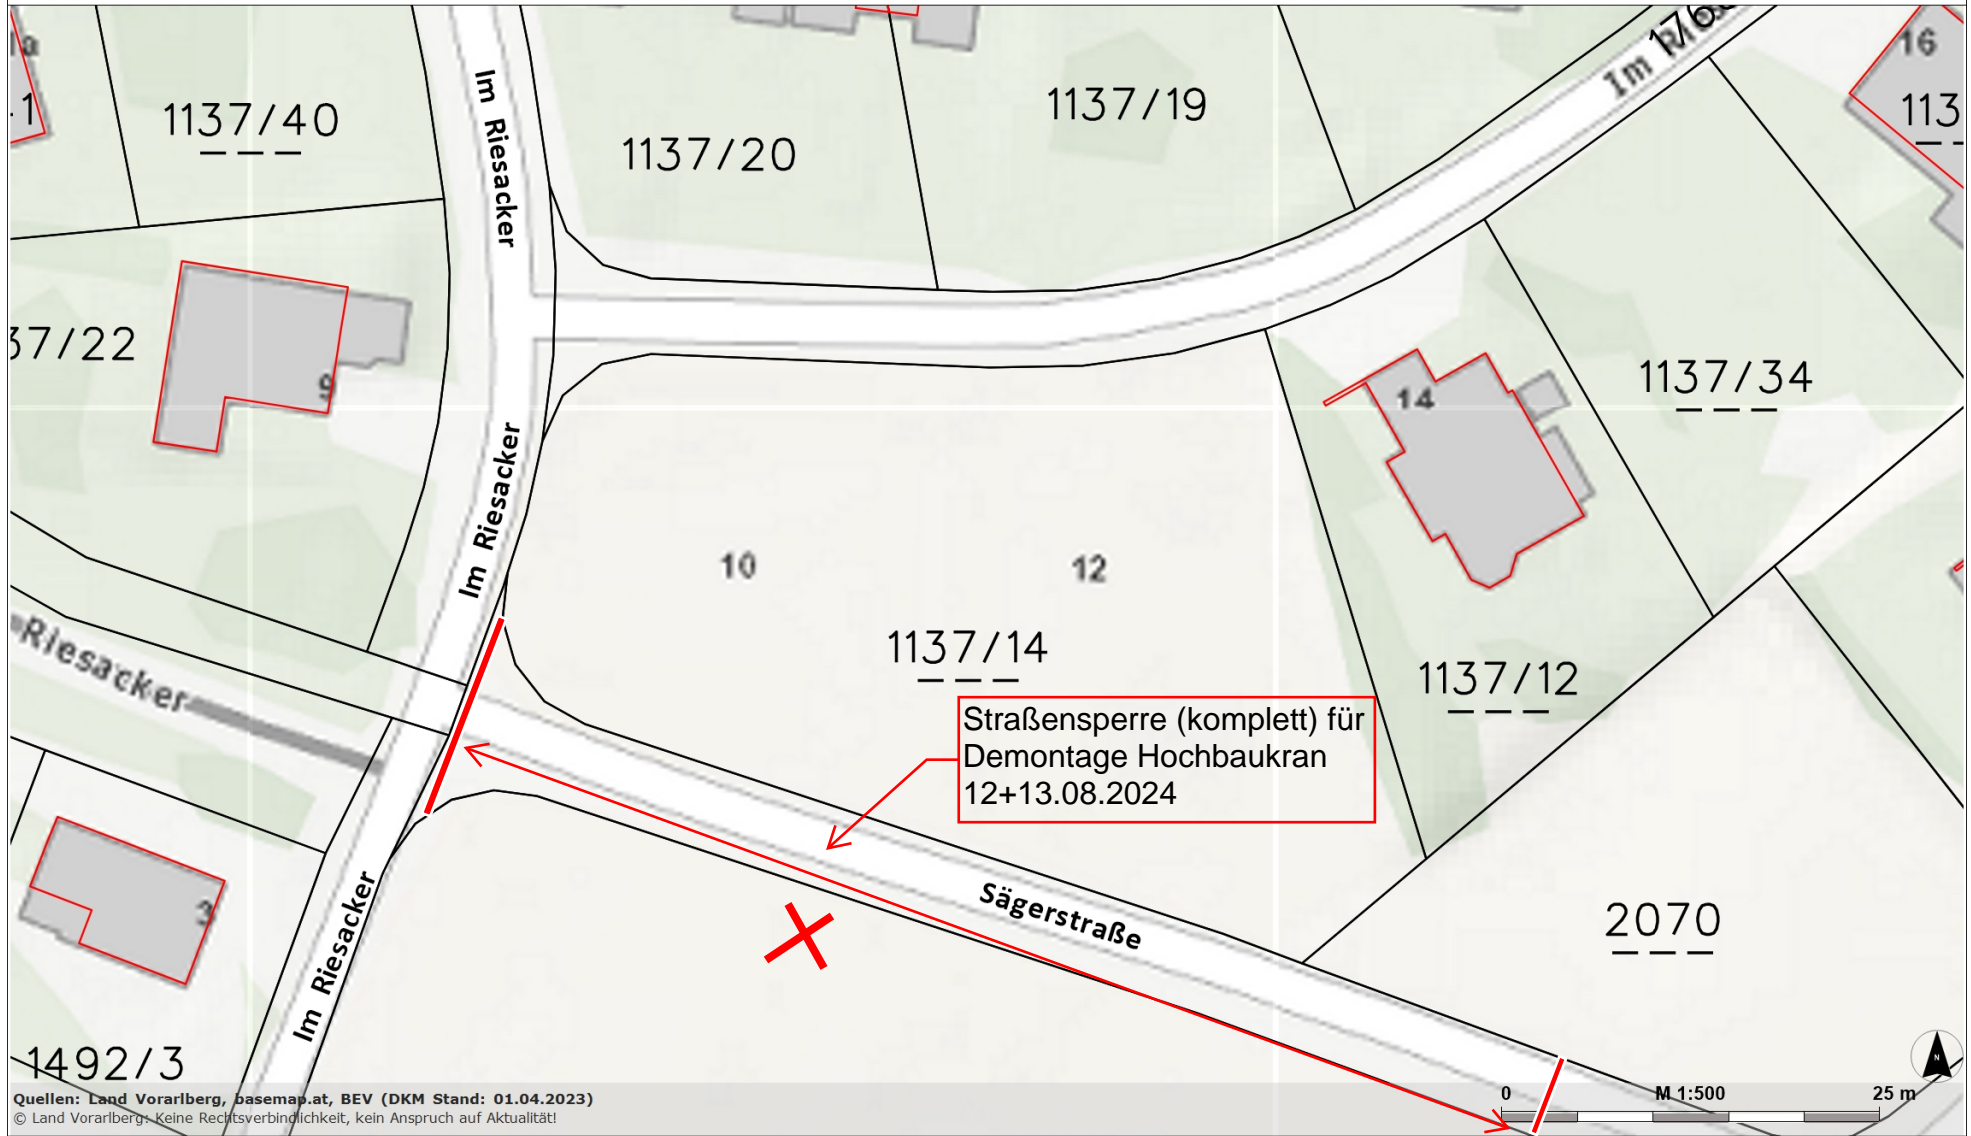 1a
1
1137/40
Im Riesacker
1137/20
1137/19
16
113
37/22
9
14
1137/34
Im Riesacker
10
12
Riesacker
1137/14
1137/12
Straßensperre (komplett) für
Demontage Hochbaukran
12+13.08.2024
3
Im Riesacker
Sägerstraße
2070
1492/3
N
0 M 1:500 25 m
Quellen: Land Vorarlberg, basemap.at, BEV (DKM Stand: 01.04.2023)
© Land Vorarlberg: Keine Rechtsverbindlichkeit, kein Anspruch auf Aktualität!